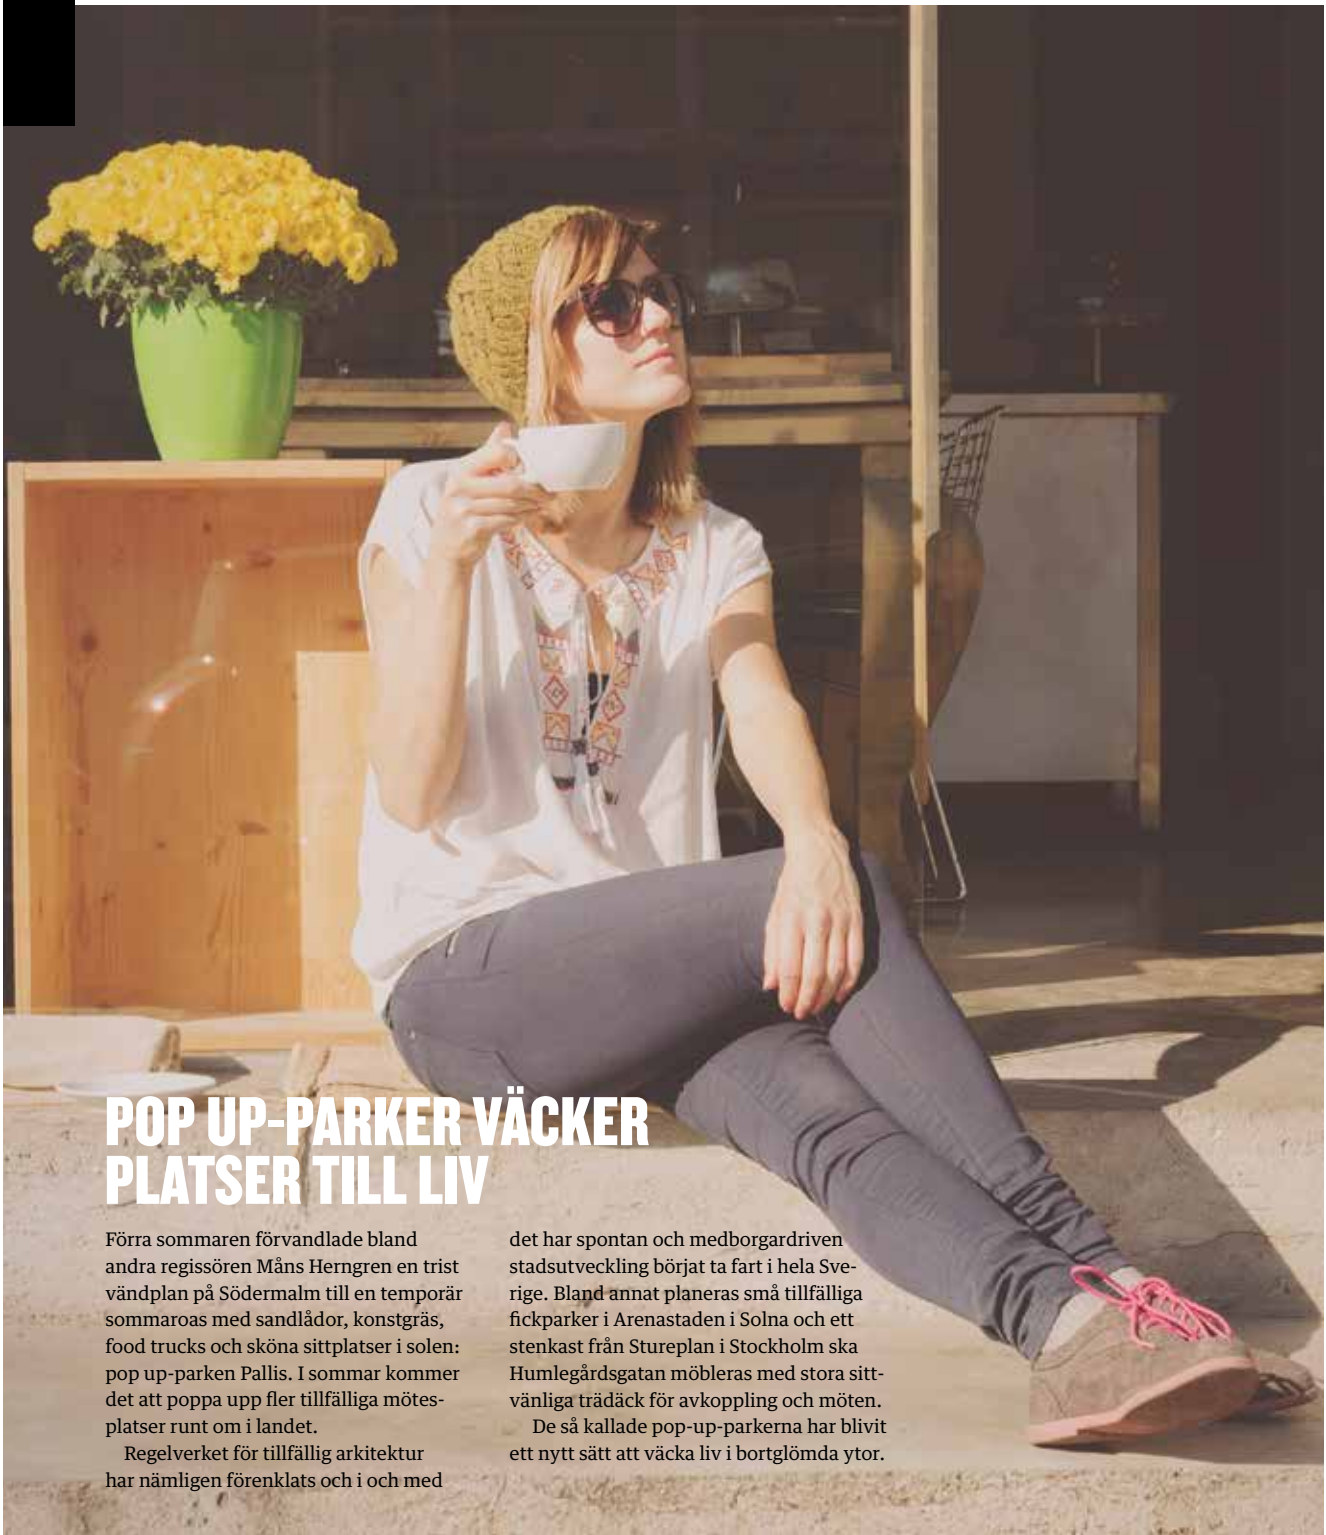 POP UP-PARKER VÄCKER
PLATSER TILL LIV
Förra sommaren förvandlade bland
andra regissören Måns Herngren en trist
vändplan på Södermalm till en temporär
sommaroas med sandlådor, konstgräs,
food trucks och sköna sittplatser i solen:
pop up-parken Pallis. I sommar kommer
det att poppa upp fler tillfälliga mötes-
platser runt om i landet.
Regelverket för tillfällig arkitektur
har nämligen förenklats och i och med
det har spontan och medborgardriven
stadsutveckling börjat ta fart i hela Sve-
rige. Bland annat planeras små tillfälliga
fickparker i Arenastaden i Solna och ett
stenkast från Stureplan i Stockholm ska
Humlegårdsgatan möbleras med stora sitt-
vänliga trädäck för avkoppling och möten.
De så kallade pop-up-parkerna har blivit
ett nytt sätt att väcka liv i bortglömda ytor.